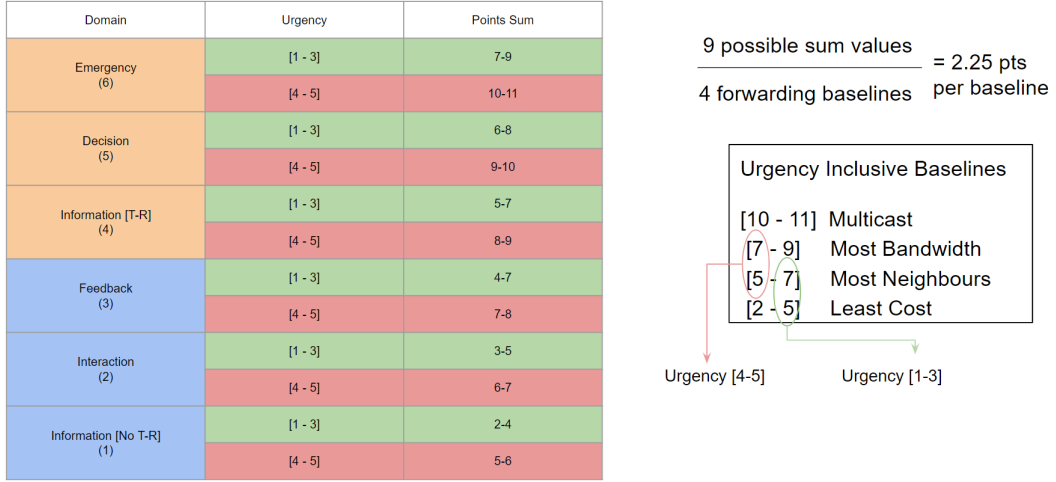 Domain Urgency Points Sum
Emergency
(6)
[1 - 3] 7-9
[4 - 5] 10-11
Decision
(5)
[1 - 3] 6-8
[4 - 5] 9-10
Information [T-R]
(4)
[1 - 3] 5-7
[4 - 5] 8-9
Feedback
(3)
[1 - 3] 4-7
[4 - 5] 7-8
Interaction
(2)
[1 - 3] 3-5
[4 - 5] 6-7
Information [No T-R]
(1)
[1 - 3] 2-4
[4 - 5] 5-6
9 possible sum values
4 forwarding baselines
= 2.25 pts
per baseline
Urgency Inclusive Baselines
[10 - 11] Multicast
[7 - 9] Most Bandwidth
[5 - 7] Most Neighbours
[2 - 5] Least Cost
Urgency [4-5]
Urgency [1-3]